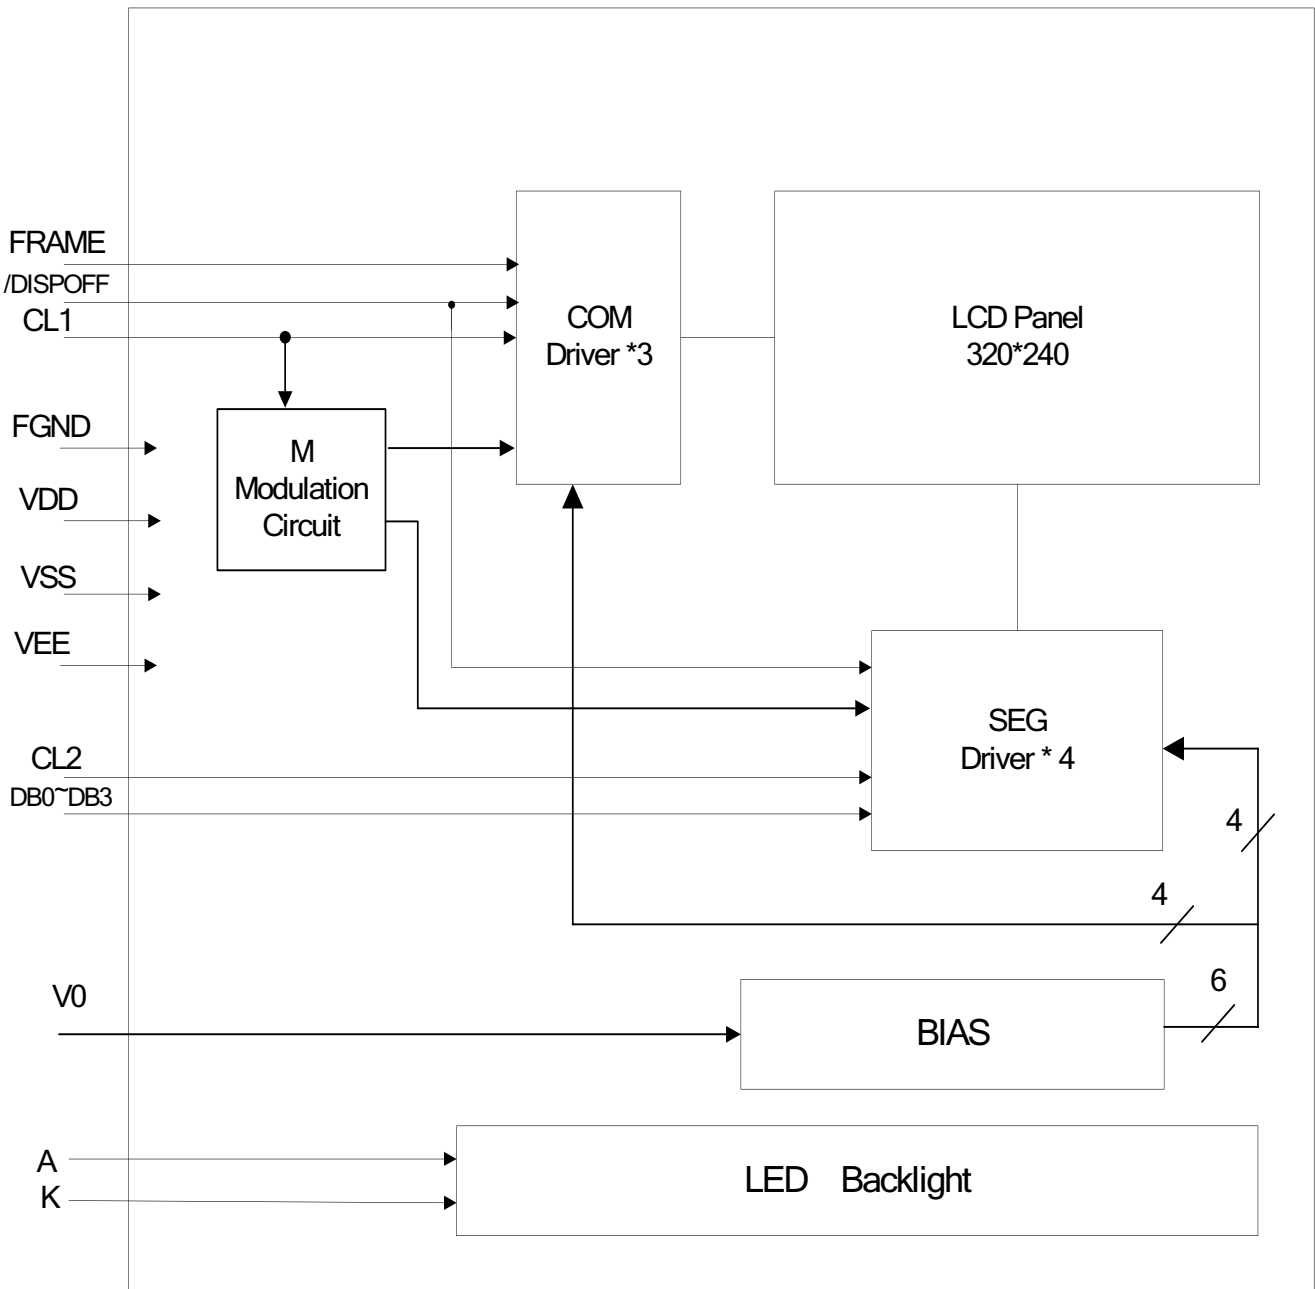 FRAME
/DISPOFF
CL1
COM
Driver *3
LCD Panel
320*240
FGND
M
Modulation
Circuit
VDD
VSS
VEE
SEG
Driver * 4
CL2
DB0~DB3
4
4
V0
6
BIAS
A
K
LED Backlight